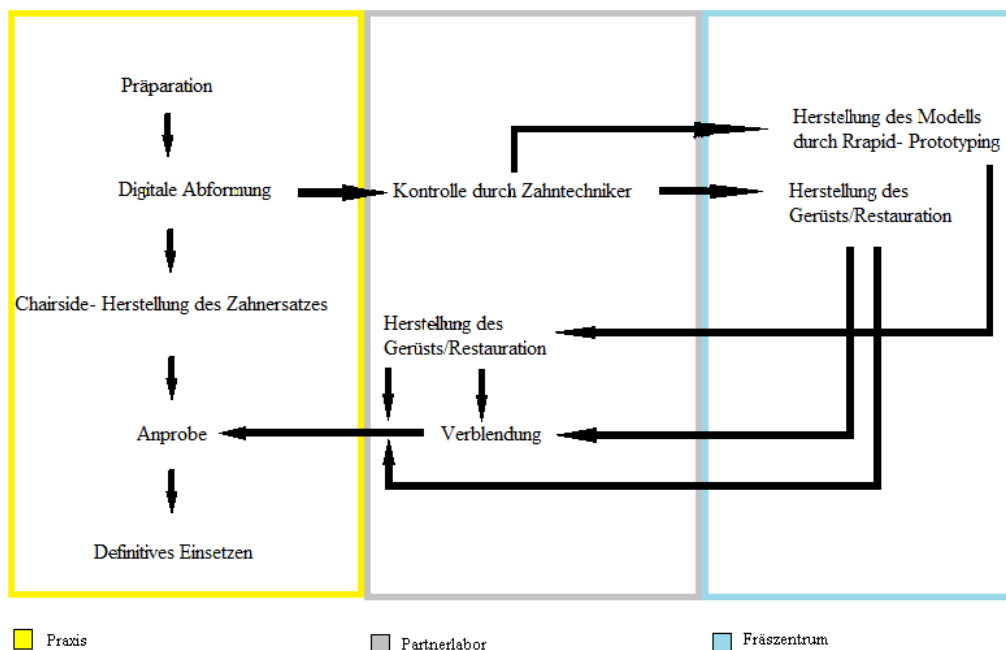 Präparation
Digitale Abformung
Chairside- Herstellung des Zahnersatzes
Anprobe
Definitives Einsetzen
Kontrolle durch Zahntechniker
Herstellung des
Gerüsts/Restauration
Verblendung
Herstellung des Modells
durch Rrapid- Prototyping
Herstellung des
Gerüsts/Restauration
Praxis
Partnerlabor
Fräszentrum